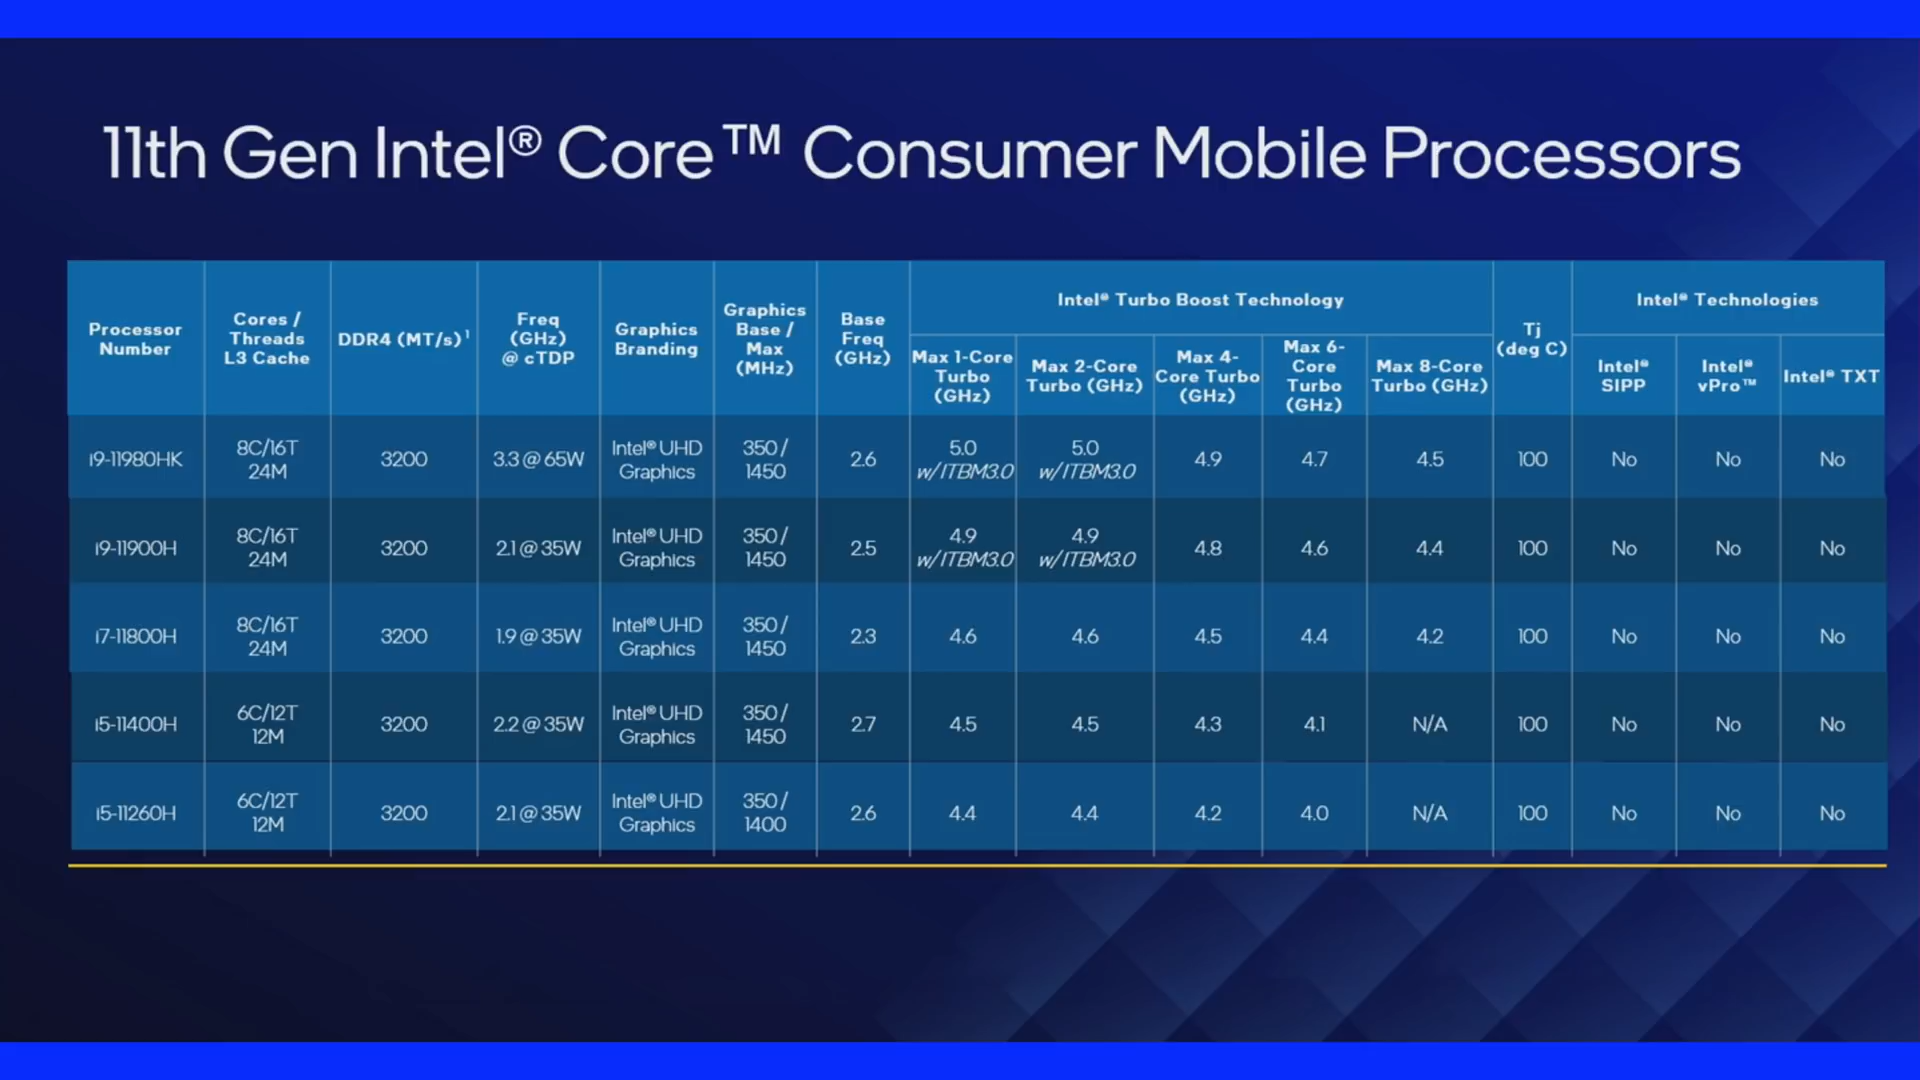 11th Gen Intel® Core™ Consumer Mobile Processors
Processor Number
Cores / Threads L3 Cache
DDR4 (MT/s)¹
Freq (GHz) @ cTDP
Graphics Branding
Graphics Base / Max (MHz)
Base Freq (GHz)
Intel® Turbo Boost Technology
Max 1-Core Turbo (GHz)
Max 2-Core Turbo (GHz)
Max 4-Core Turbo (GHz)
Max 6-Core Turbo (GHz)
Max 8-Core Turbo (GHz)
Tj (deg C)
Intel® Technologies
Intel® SIPP
Intel® vPro™
Intel® TXT
i9-11980HK 8C/16T 24M 3200 3.3 @ 65W Intel® UHD Graphics 350 / 1450 2.6 5.0 w/ITBM3.0 5.0 w/ITBM3.0 4.9 4.7 4.5 100 No No No
i9-11900H 8C/16T 24M 3200 2.1 @ 35W Intel® UHD Graphics 350 / 1450 2.5 4.9 w/ITBM3.0 4.9 w/ITBM3.0 4.8 4.6 4.4 100 No No No
i7-11800H 8C/16T 24M 3200 1.9 @ 35W Intel® UHD Graphics 350 / 1450 2.3 4.6 4.6 4.5 4.4 4.2 100 No No No
i5-11400H 6C/12T 12M 3200 2.2 @ 35W Intel® UHD Graphics 350 / 1450 2.7 4.5 4.5 4.3 4.1 N/A 100 No No No
i5-11260H 6C/12T 12M 3200 2.1 @ 35W Intel® UHD Graphics 350 / 1400 2.6 4.4 4.4 4.2 4.0 N/A 100 No No No